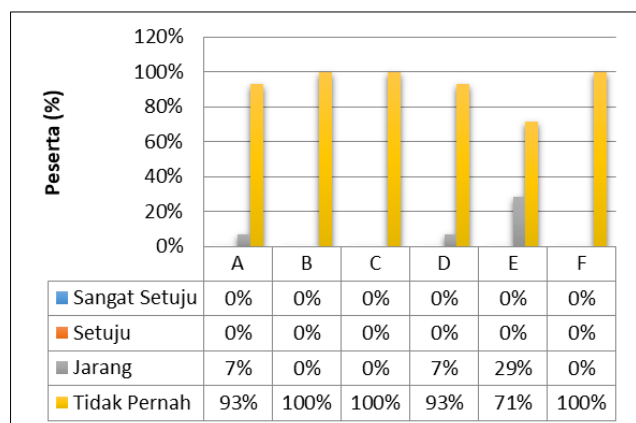 120%
100%
80%
60%
40%
20%
0%
Peserta (%)
A B C D E F
Sangat Setuju 0% 0% 0% 0% 0% 0%
Setuju 0% 0% 0% 0% 0% 0%
Jarang 7% 0% 0% 7% 29% 0%
Tidak Pernah 93% 100% 100% 93% 71% 100%